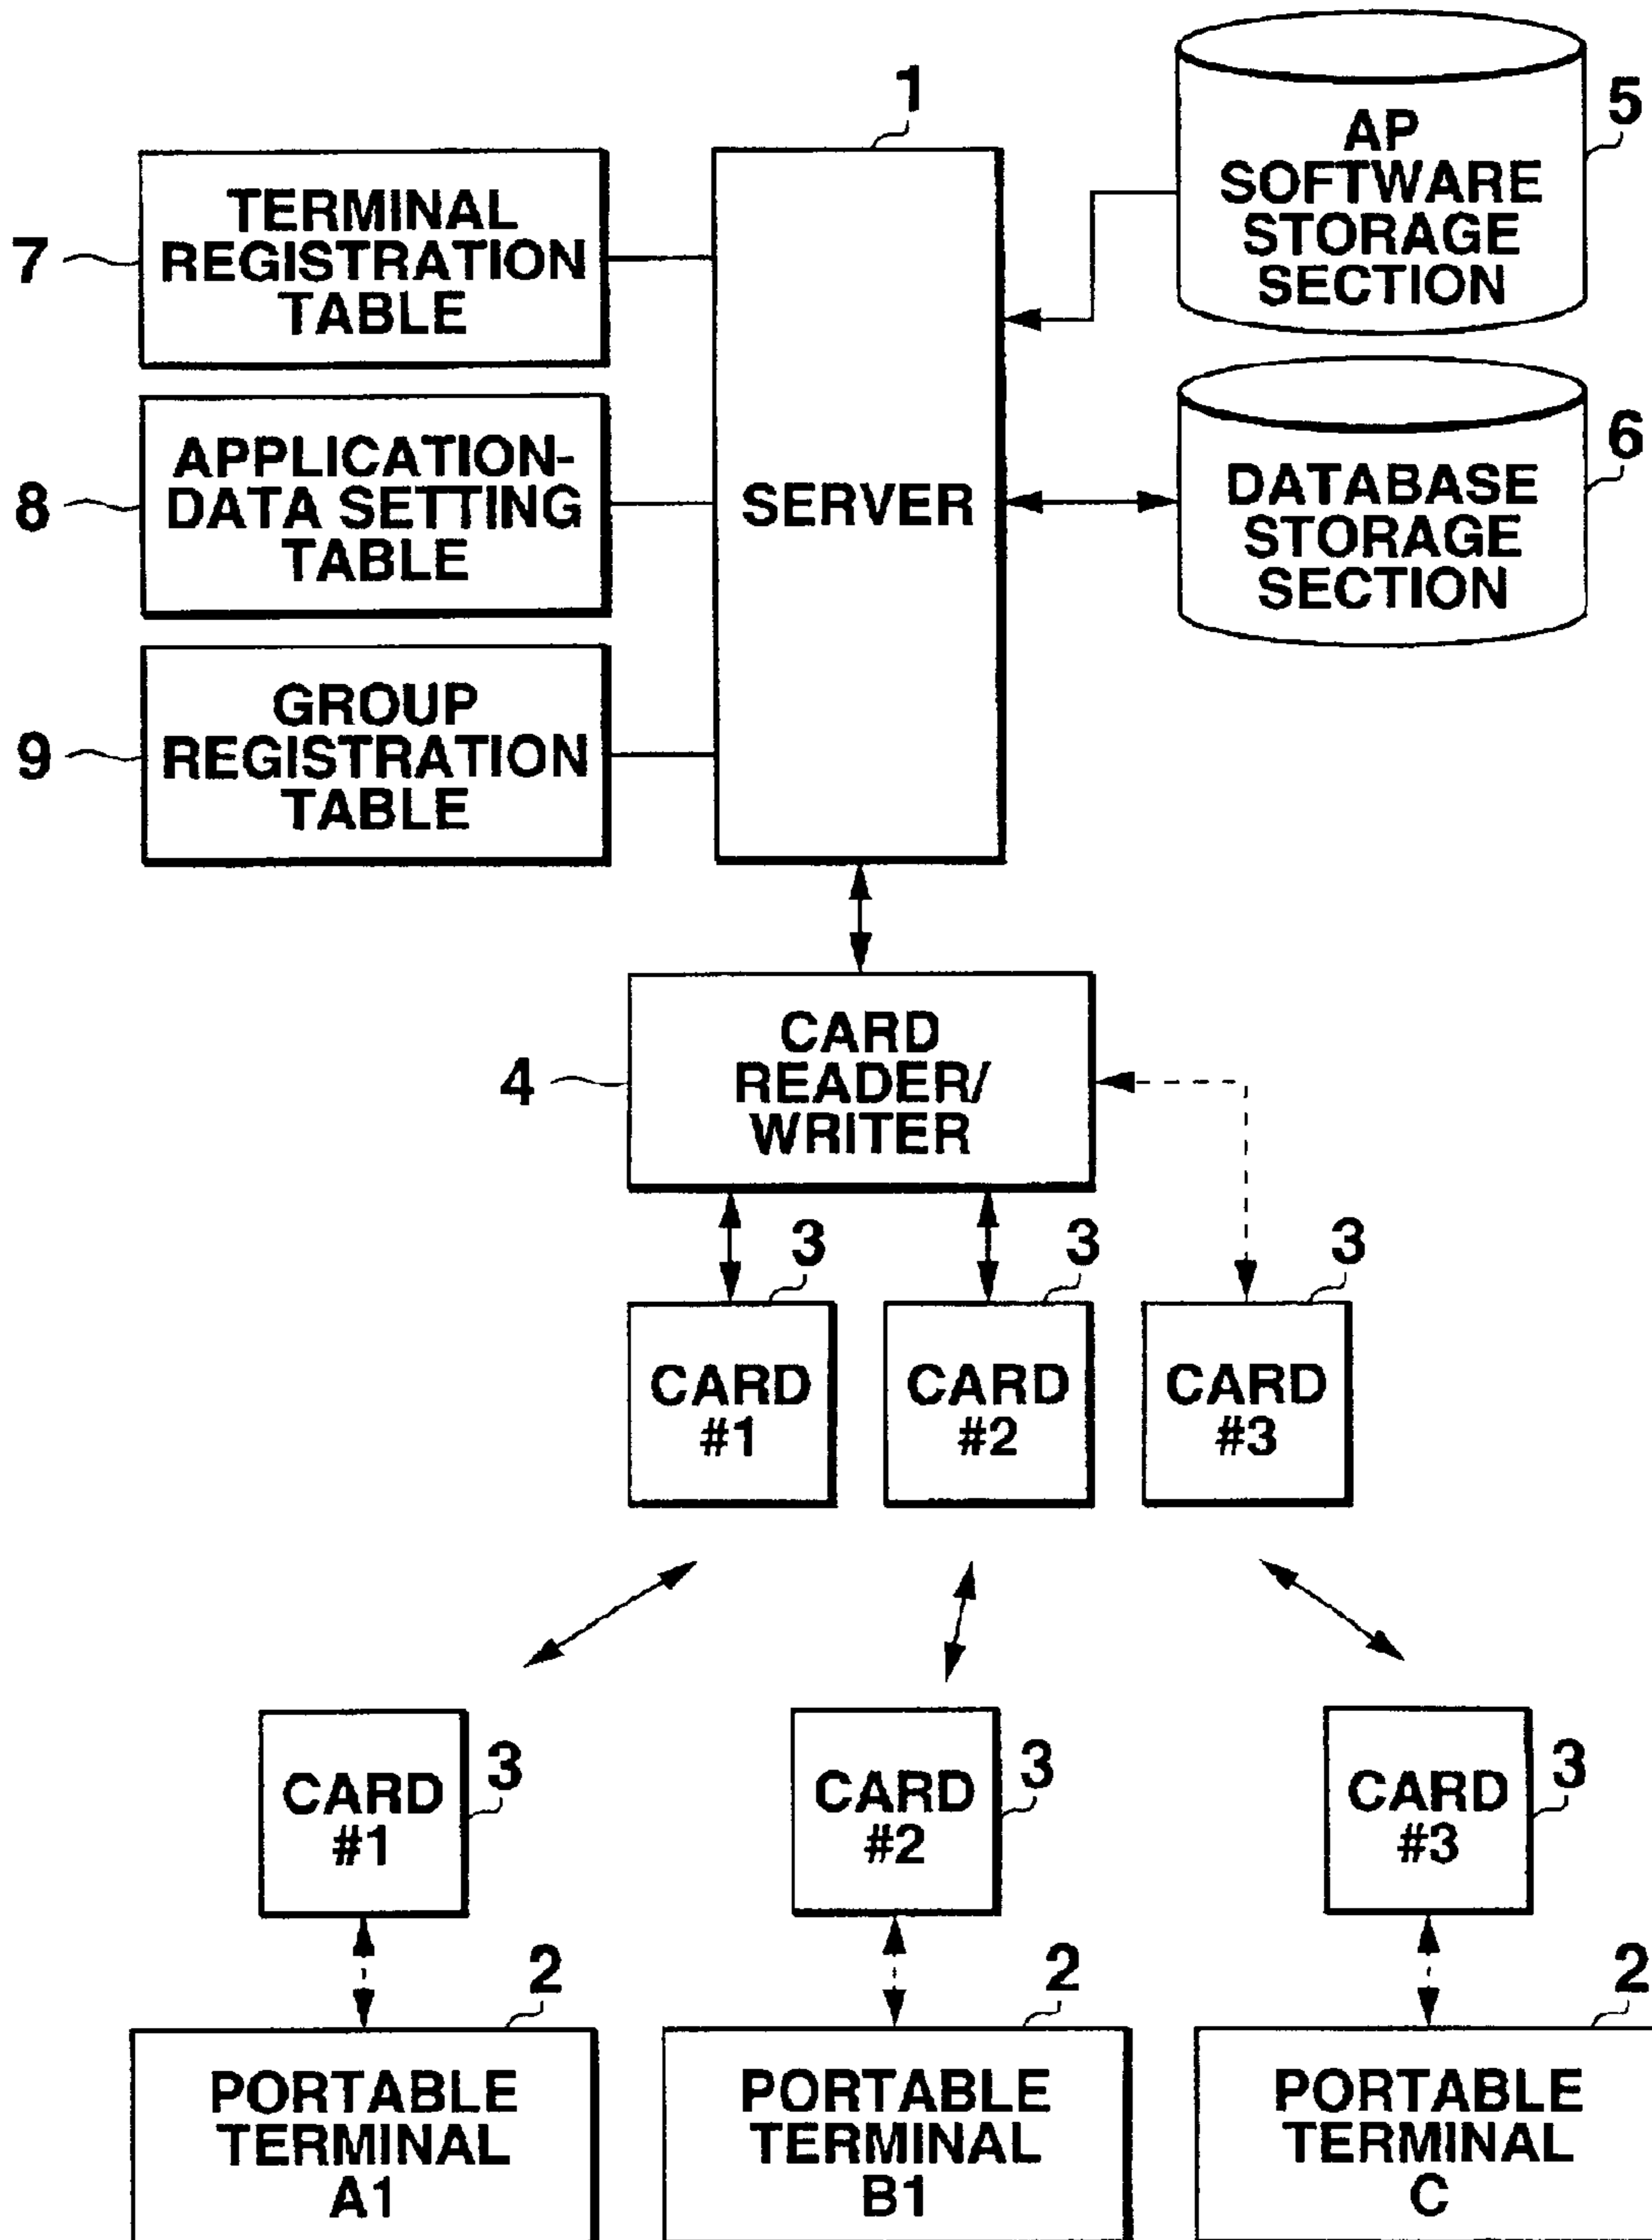 1
5
AP
SOFTWARE
STORAGE
SECTION
7
TERMINAL
REGISTRATION
TABLE
8
APPLICATION-
DATA SETTING
TABLE
SERVER
6
DATABASE
STORAGE
SECTION
9
GROUP
REGISTRATION
TABLE
4
CARD
READER/
WRITER
3
3
3
CARD
#1
CARD
#2
CARD
#3
CARD
#1
3
CARD
#2
3
CARD
#3
3
2
2
2
PORTABLE
TERMINAL
A1
PORTABLE
TERMINAL
B1
PORTABLE
TERMINAL
C